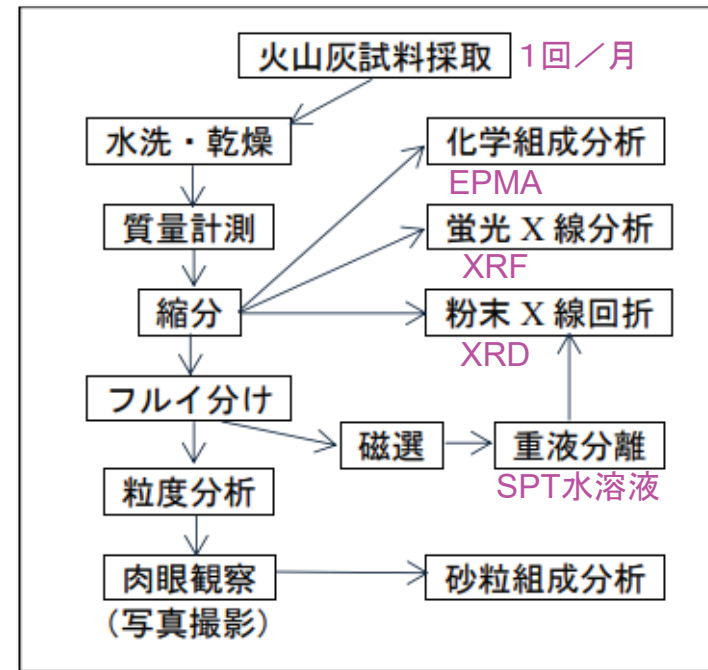 火山灰試料採取 1回／月
水洗・乾燥
化学組成分析
EPMA
質量計測
蛍光 X 線分析
XRF
縮分
粉末 X 線回折
XRD
フルイ分け
磁選
重液分離
SPT水溶液
粒度分析
肉眼観察
(写真撮影)
砂粒組成分析